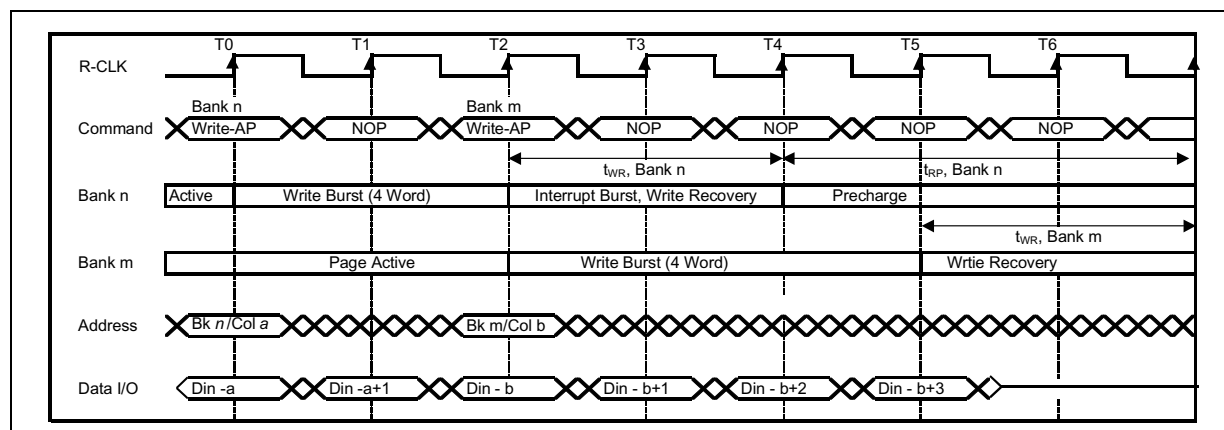 T0 T1 T2 T3 T4 T5 T6
R-CLK
Bank n Bank m
Command Write-AP NOP Write-AP NOP NOP NOP NOP
tWR, Bank n tRP, Bank n
Bank n Active Write Burst (4 Word) Interrupt Burst, Write Recovery Precharge
tWR, Bank m
Bank m Page Active Write Burst (4 Word) Wrtie Recovery
Address Bk n/Col a Bk m/Col b
Data I/O Din -a Din -a+1 Din - b Din - b+1 Din - b+2 Din - b+3